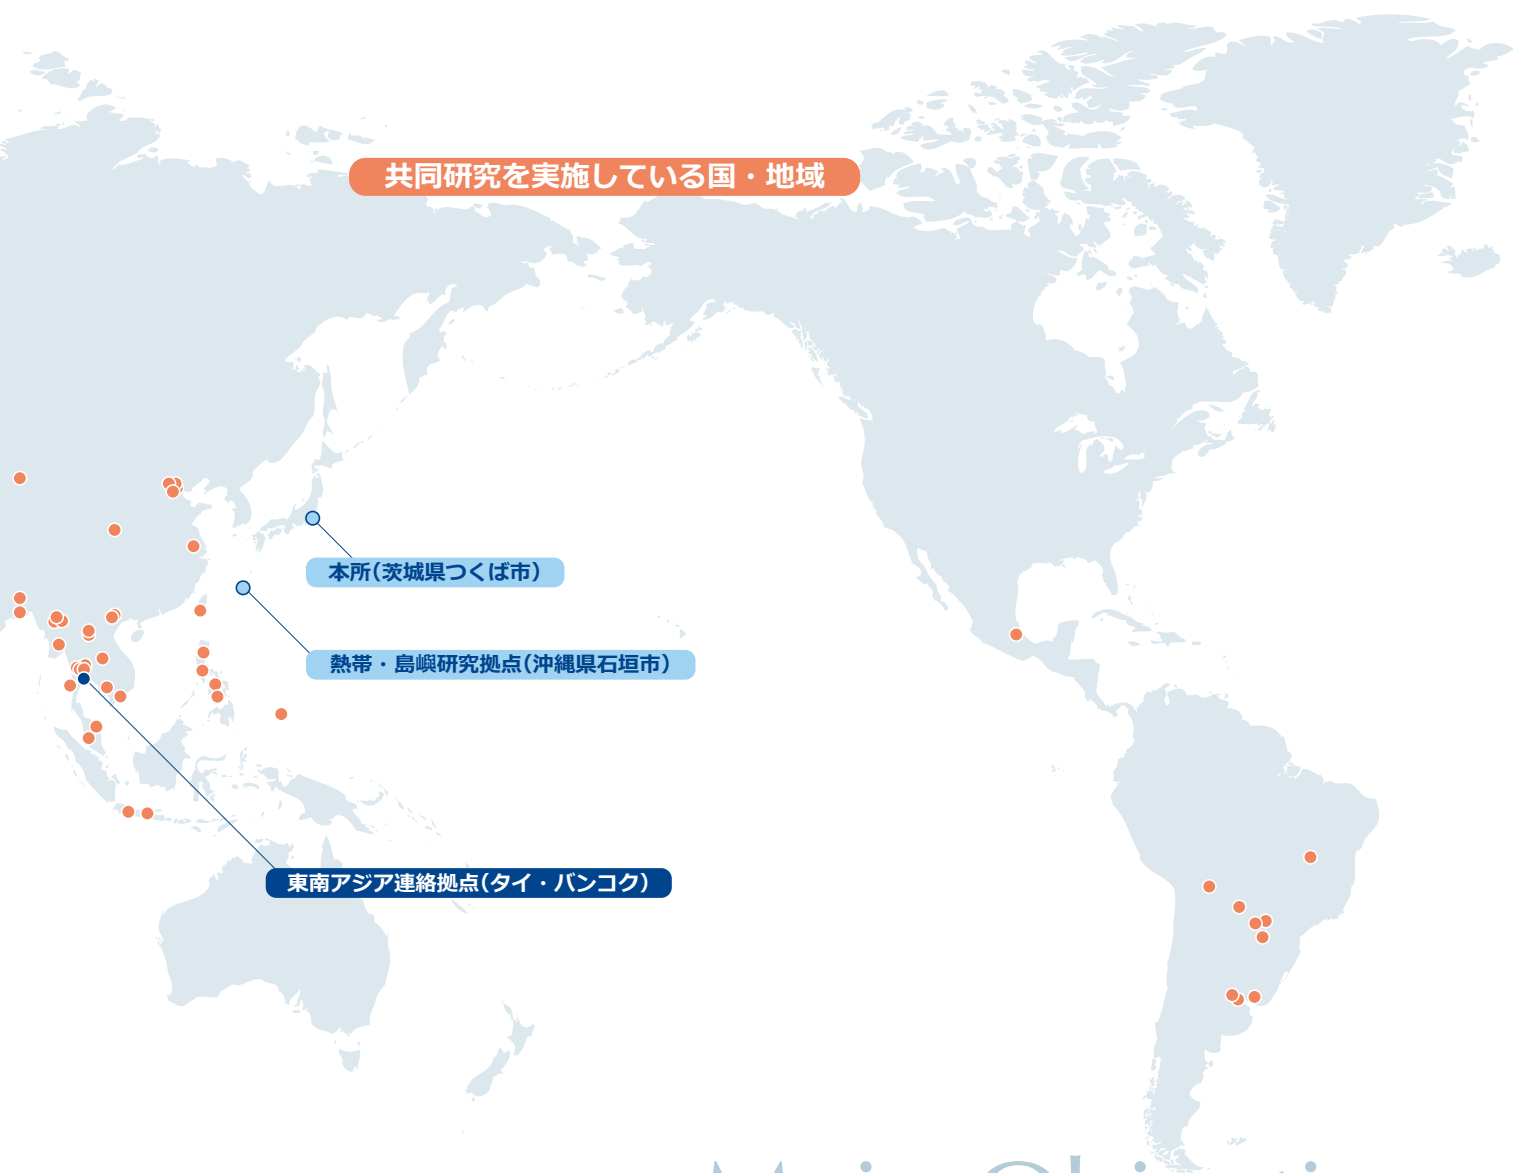 共同研究を実施している国・地域
本所（茨城県つくば市）
熱帯・島嶼研究拠点（沖縄県石垣市）
東南アジア連絡拠点（タイ・バンコク）